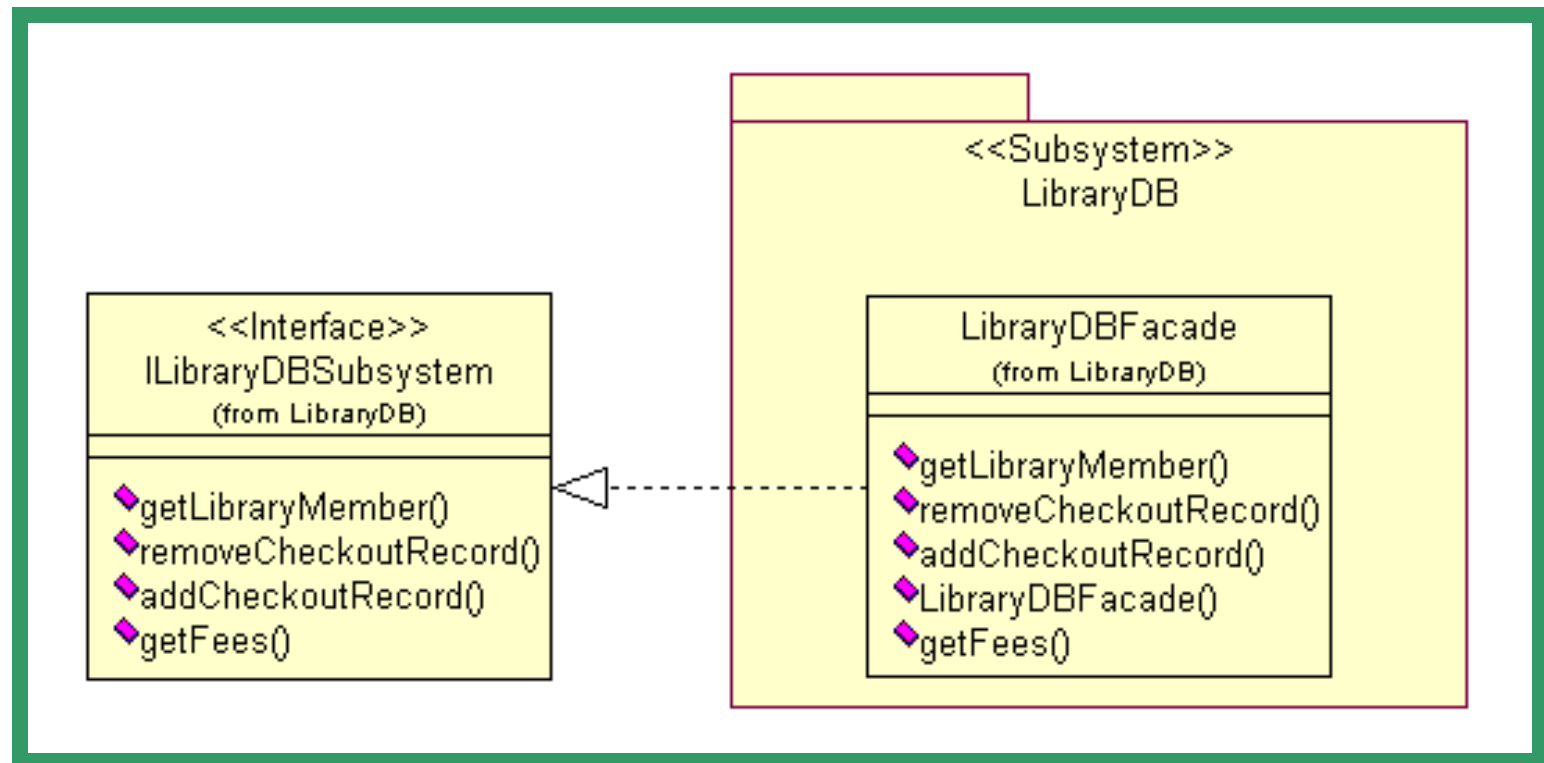 <<Subsystem>>
LibraryDB
<<Interface>>
ILibraryDBSubsystem
(from LibraryDB)
getLibraryMember()
removeCheckoutRecord()
addCheckoutRecord()
getFees()
LibraryDBFacade
(from LibraryDB)
getLibraryMember()
removeCheckoutRecord()
addCheckoutRecord()
LibraryDBFacade()
getFees()